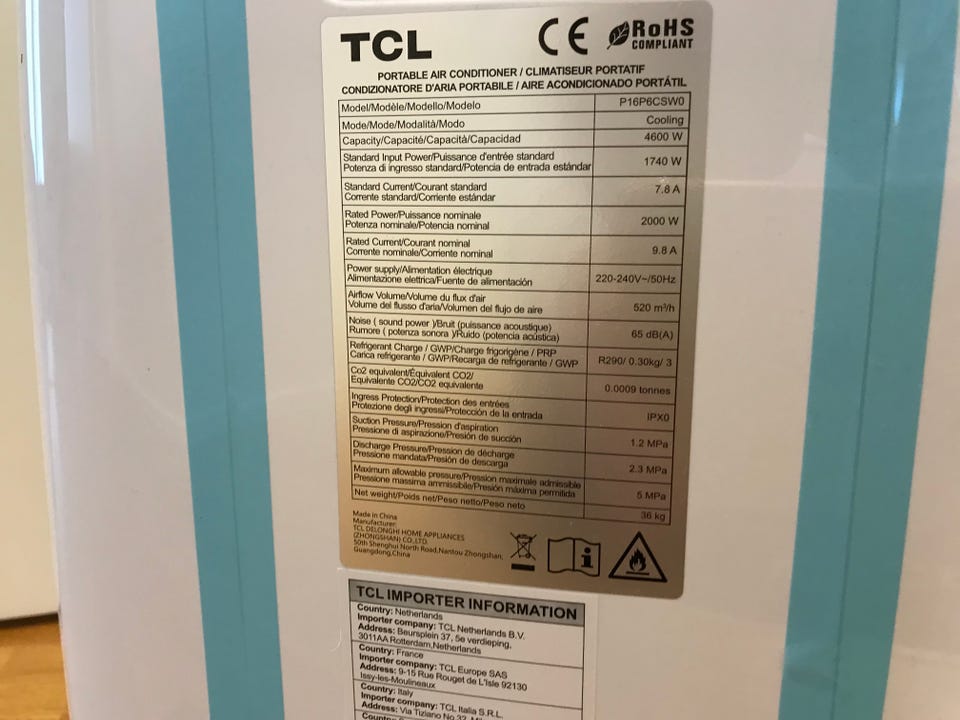 TCL
CE
RoHS
COMPLIANT
PORTABLE AIR CONDITIONER / CLIMATISEUR PORTATIF
CONDIZIONATORE D'ARIA PORTABILE / AIRE ACONDICIONADO PORTÁTIL
Model/Modèle/Modello/Modelo P16P6CSW0
Mode/Mode/Modalità/Modo Cooling
Capacity/Capacité/Capacità/Capacidad 4600 W
Standard Input Power/Puissance d'entrée standard
Potenza di ingresso standard/Potencia de entrada estándar 1740 W
Standard Current/Courant standard
Corrente standard/Corriente estándar 7.8 A
Rated Power/Puissance nominale
Potenza nominale/Potencia nominal 2000 W
Rated Current/Courant nominal
Corrente nominale/Corriente nominal 9.8 A
Power supply/Alimentation électrique
Alimentazione elettrica/Fuente de alimentación 220-240V~/50Hz
Airflow Volume/Volume du flux d'air
Volume del flusso d'aria/Volumen del flujo de aire 520 m³/h
Noise ( sound power )/Bruit (puissance acoustique)
Rumore ( potenza sonora )/Ruido (potencia acústica) 65 dB(A)
Refrigerant Charge / GWP/Charge frigorigène / PRP
Carica refrigerante / GWP/Recarga de refrigerante / GWP R290/ 0.30kg/ 3
Co2 equivalent/Équivalent CO2/
Equivalente CO2/CO2 equivalente 0.0009 tonnes
Ingress Protection/Protection des entrées
Protezione degli ingressi/Protección de la entrada IPX0
Suction Pressure/Pression d'aspiration
Pressione di aspirazione/Presión de succión 1.2 MPa
Discharge Pressure/Pression de décharge
Pressione mandata/Presión de descarga 2.3 MPa
Maximum allowable pressure/Pression maximale admissible
Pressione massima ammissibile/Presión máxima permitida 5 MPa
Net weight/Poids net/Peso netto/Peso neto 36 kg
Made in China
Manufacturer:
TCL DELONGHI HOME APPLIANCES
(ZHONGSHAN) CO.,LTD.
50th Shenghui North Road,Nantou Zhongshan,
Guangdong,China
TCL IMPORTER INFORMATION
Country: Netherlands
Importer company: TCL Netherlands B.V.
Address: Beursplein 37, 5e verdieping,
3011AA Rotterdam,Netherlands
Country: France
Importer company: TCL Europe SAS
Address: 9-15 Rue Rouget de L'Isle 92130
Issy-les-Moulineaux
Country: Italy
Importer company: TCL Italia S.R.L.
Address: Via Tiziano No.32,